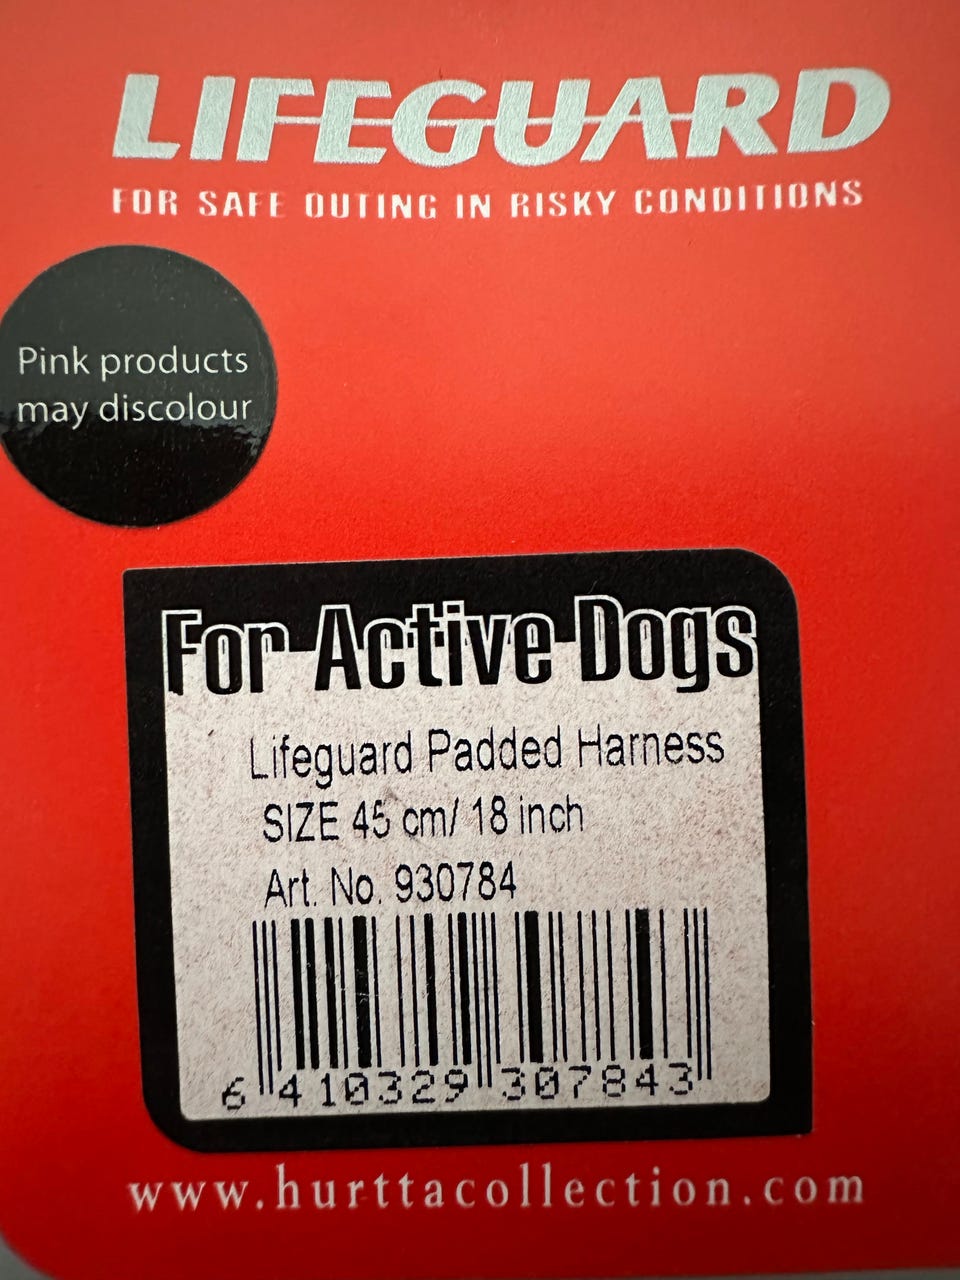 LIFEGUARD
FOR SAFE OUTING IN RISKY CONDITIONS
Pink products
may discolour
For Active Dogs
Lifeguard Padded Harness
SIZE 45 cm/ 18 inch
Art. No. 930784
6 410329 307843
www.hurttacollection.com